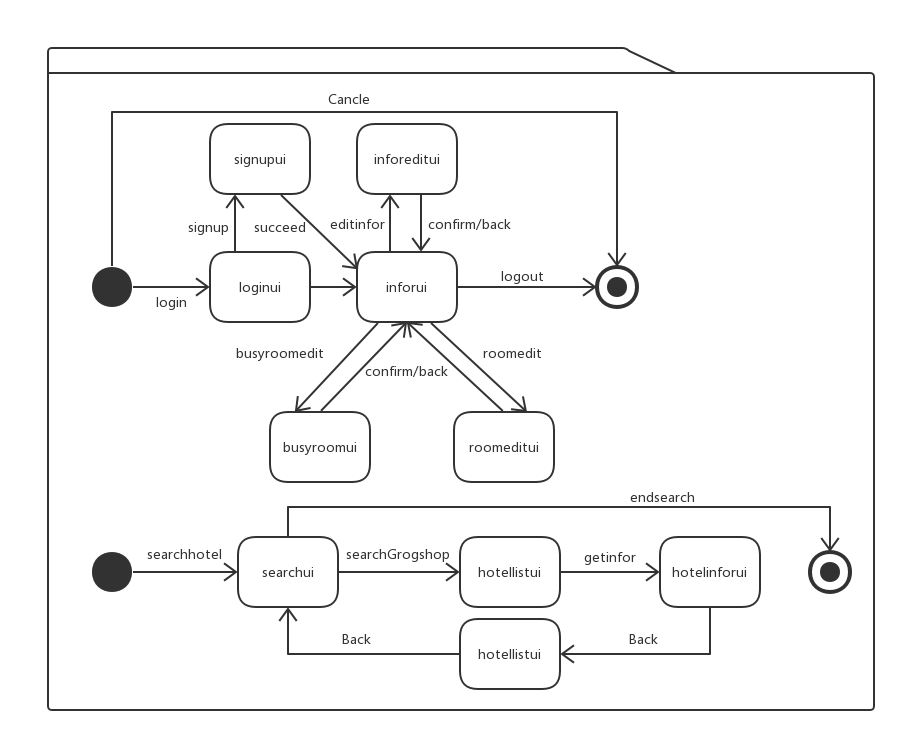 Cancle
signupui
inforeditui
signup
succeed
editinfor
confirm/back
login
loginui
inforui
logout
busyroomedit
confirm/back
roomedit
busyroomui
roomeditui
endsearch
searchhotel
searchui
searchGrogshop
hotellistui
getinfor
hotelinforui
Back
hotellistui
Back